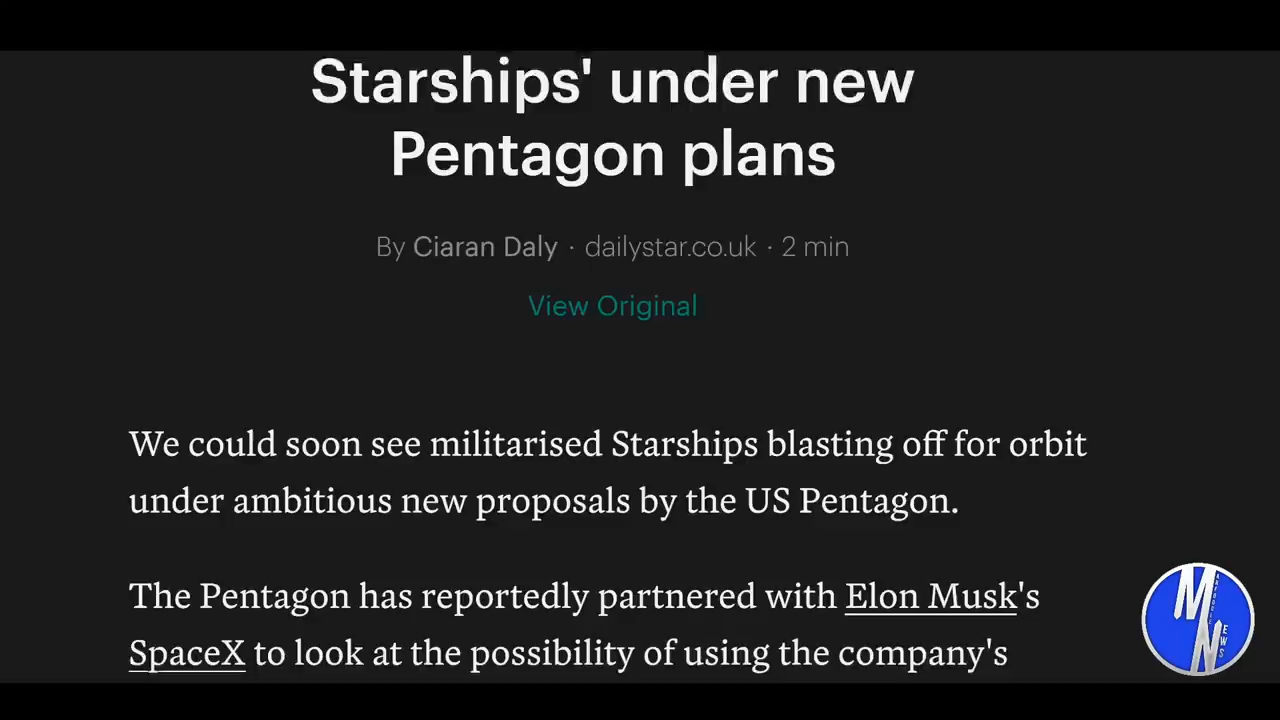 Starships' under new
Pentagon plans
By Ciaran Daly · dailystar.co.uk · 2 min
View Original
We could soon see militarised Starships blasting off for orbit
under ambitious new proposals by the US Pentagon.
The Pentagon has reportedly partnered with Elon Musk's
SpaceX to look at the possibility of using the company's